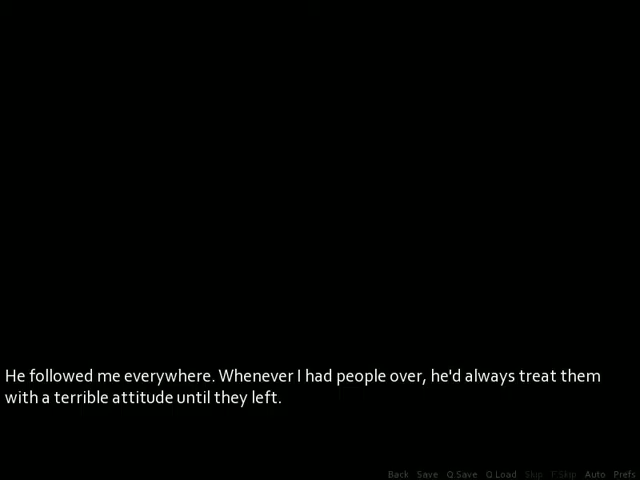 He followed me everywhere. Whenever I had people over, he'd always treat them
with a terrible attitude until they left.
Back Save Q Save Q Load Skip F Skip Auto Prefs